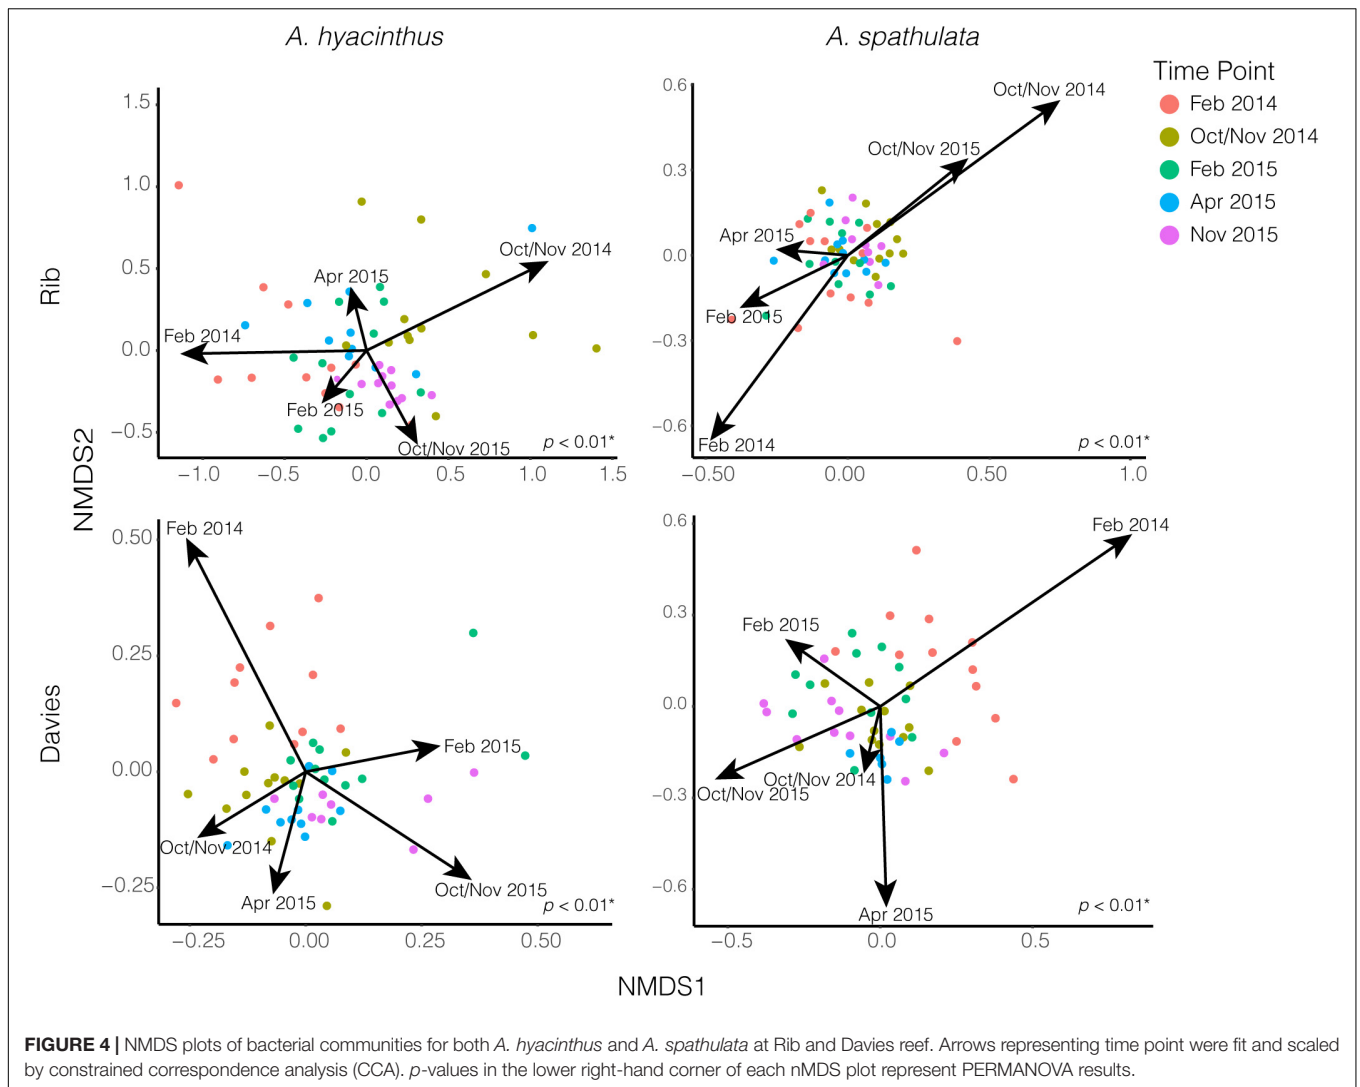 A. hyacinthus
A. spathulata
Time Point
Feb 2014
Oct/Nov 2014
Feb 2015
Apr 2015
Nov 2015
Rib
1.5
1.0
0.5
0.0
−0.5
Apr 2015
Oct/Nov 2014
Feb 2014
Feb 2015
Oct/Nov 2015
p < 0.01*
−1.0
−0.5
0.0
0.5
1.0
1.5
0.6
0.3
0.0
−0.3
−0.6
Oct/Nov 2014
Oct/Nov 2015
Apr 2015
Feb 2015
Feb 2014
p < 0.01*
−0.50
0.00
0.50
1.0
NMDS2
Davies
0.50
0.25
0.00
−0.25
Feb 2014
Feb 2015
Oct/Nov 2014
Oct/Nov 2015
Apr 2015
p < 0.01*
−0.25
0.00
0.25
0.50
0.6
0.3
0.0
−0.3
−0.6
Feb 2014
Feb 2015
Oct/Nov 2014
Oct/Nov 2015
Apr 2015
p < 0.01*
−0.5
0.0
0.5
NMDS1
FIGURE 4 | NMDS plots of bacterial communities for both A. hyacinthus and A. spathulata at Rib and Davies reef. Arrows representing time point were fit and scaled
by constrained correspondence analysis (CCA). p-values in the lower right-hand corner of each nMDS plot represent PERMANOVA results.